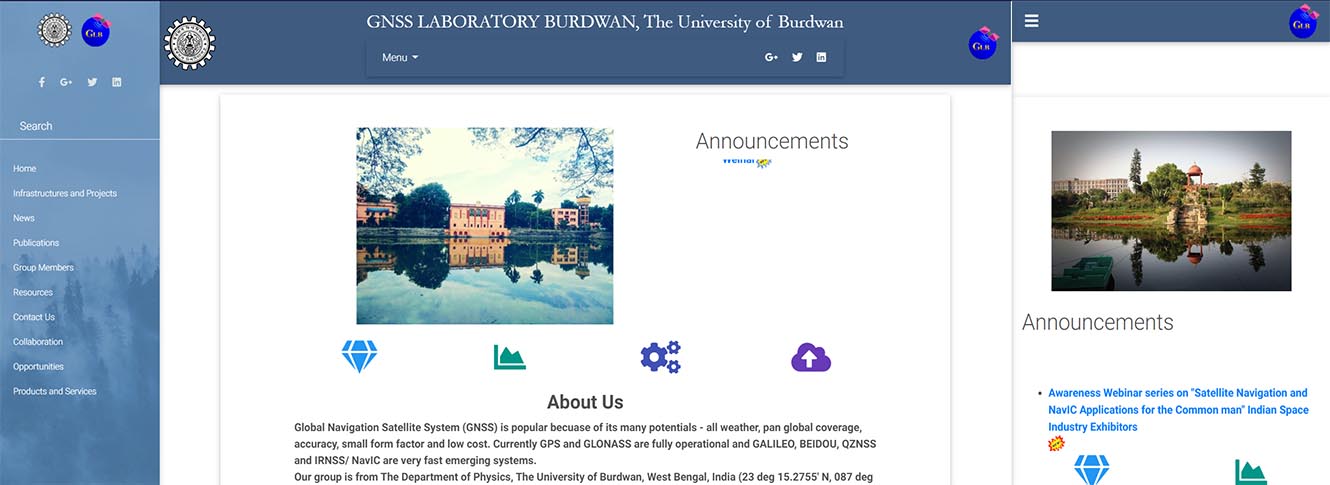 GLB
Search
Home
Infrastructures and Projects
News
Publications
Group Members
Resources
Contact Us
Collaboration
Opportunities
Products and Services
GNSS LABORATORY BURDWAN, The University of Burdwan
Menu
GLB
Announcements
About Us
Global Navigation Satellite System (GNSS) is popular becuase of its many potentials - all weather, pan global coverage,
accuracy, small form factor and low cost. Currently GPS and GLONASS are fully operational and GALILEO, BEIDOU, QZNSS
and IRNSS/ NavIC are very fast emerging systems.
Our group is from The Department of Physics, The University of Burdwan, West Bengal, India (23 deg 15.2755' N, 087 deg
GLB
Announcements
Awareness Webinar series on "Satellite Navigation and
NavIC Applications for the Common man" Indian Space
Industry Exhibitors